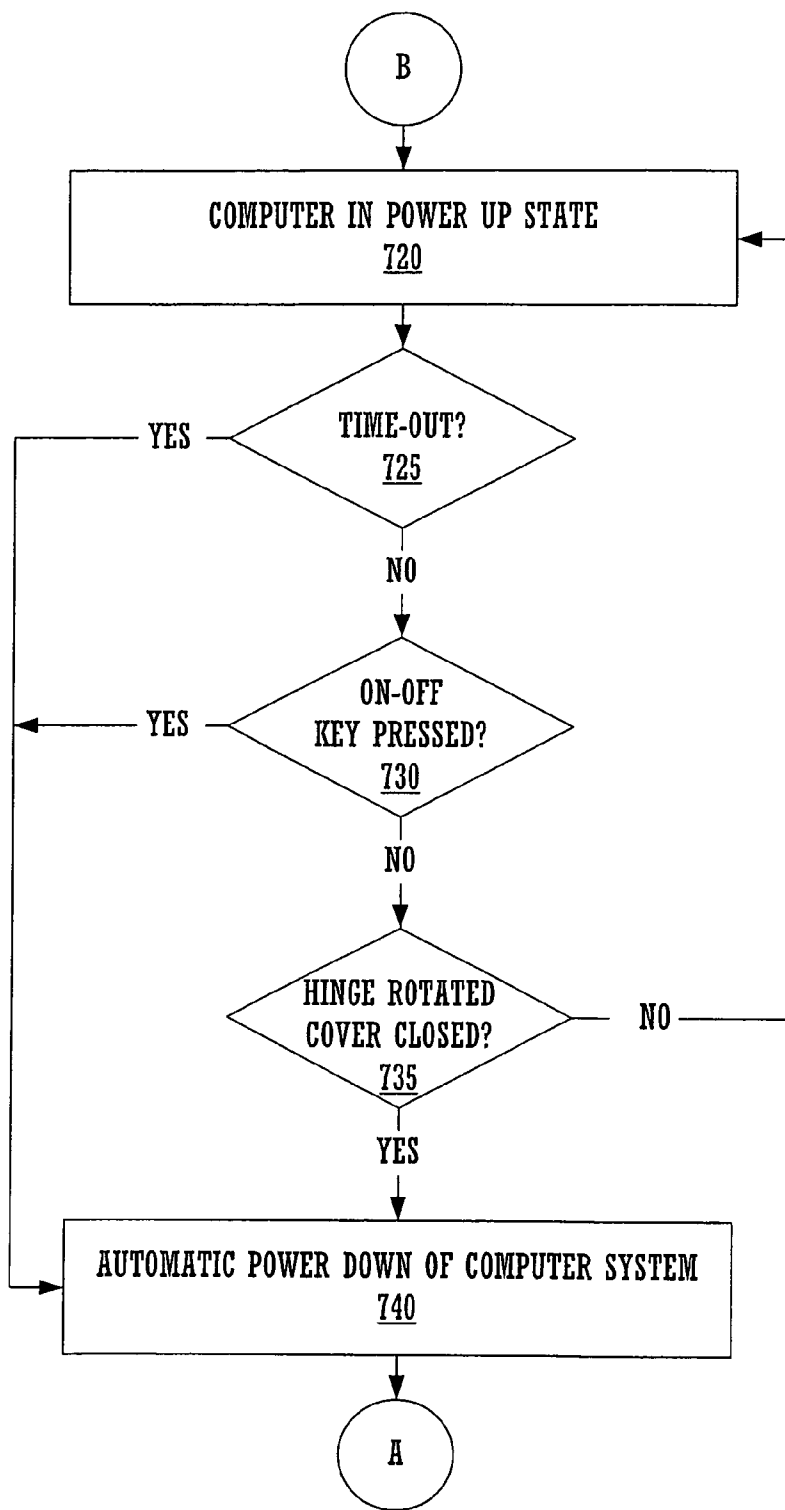 B
COMPUTER IN POWER UP STATE
720
TIME-OUT?
725
YES
NO
ON-OFF
KEY PRESSED?
730
YES
NO
HINGE ROTATED
COVER CLOSED?
735
NO
YES
AUTOMATIC POWER DOWN OF COMPUTER SYSTEM
740
A